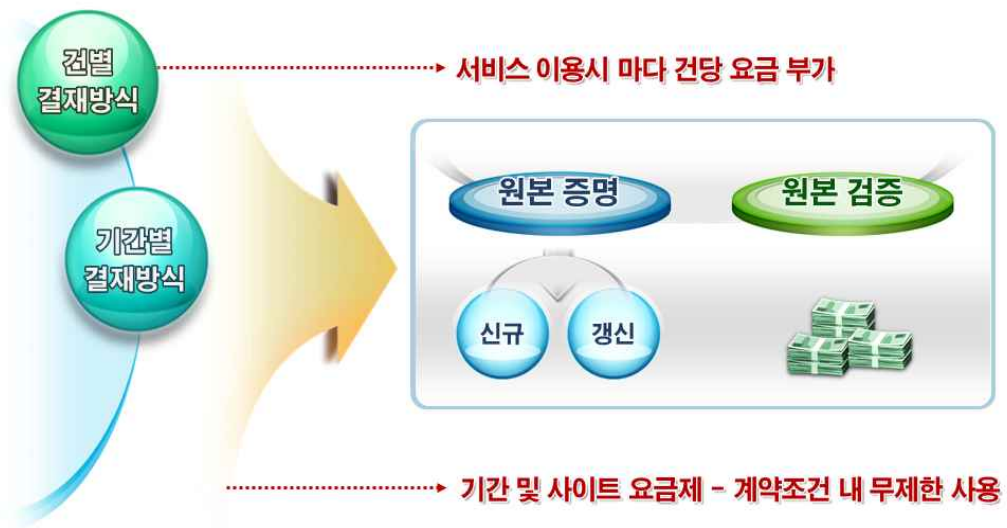 건별
결재방식
서비스 이용시 마다 건당 요금 부가
원본 증명
원본 검증
기간별
결재방식
신규
갱신
기간 및 사이트 요금제 - 계약조건 내 무제한 사용